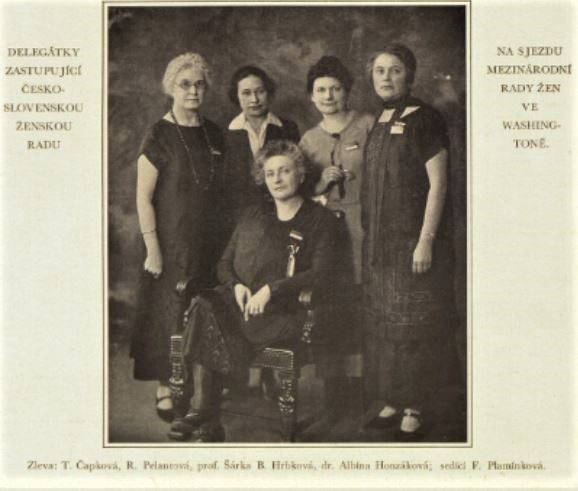 DELEGÁTKY
ZASTUPUJÍCÍ
ČESKO-
SLOVENSKOU
ŽENSKOU
RADU
NA SJEZDU
MEZINÁRODNÍ
RADY ŽEN
VE
WASHING-
TONĚ.
Zleva: T. Čapková, R. Pelantová, prof. Šárka B. Hrbková, dr. Albína Honzáková; sedící F. Plamínková.